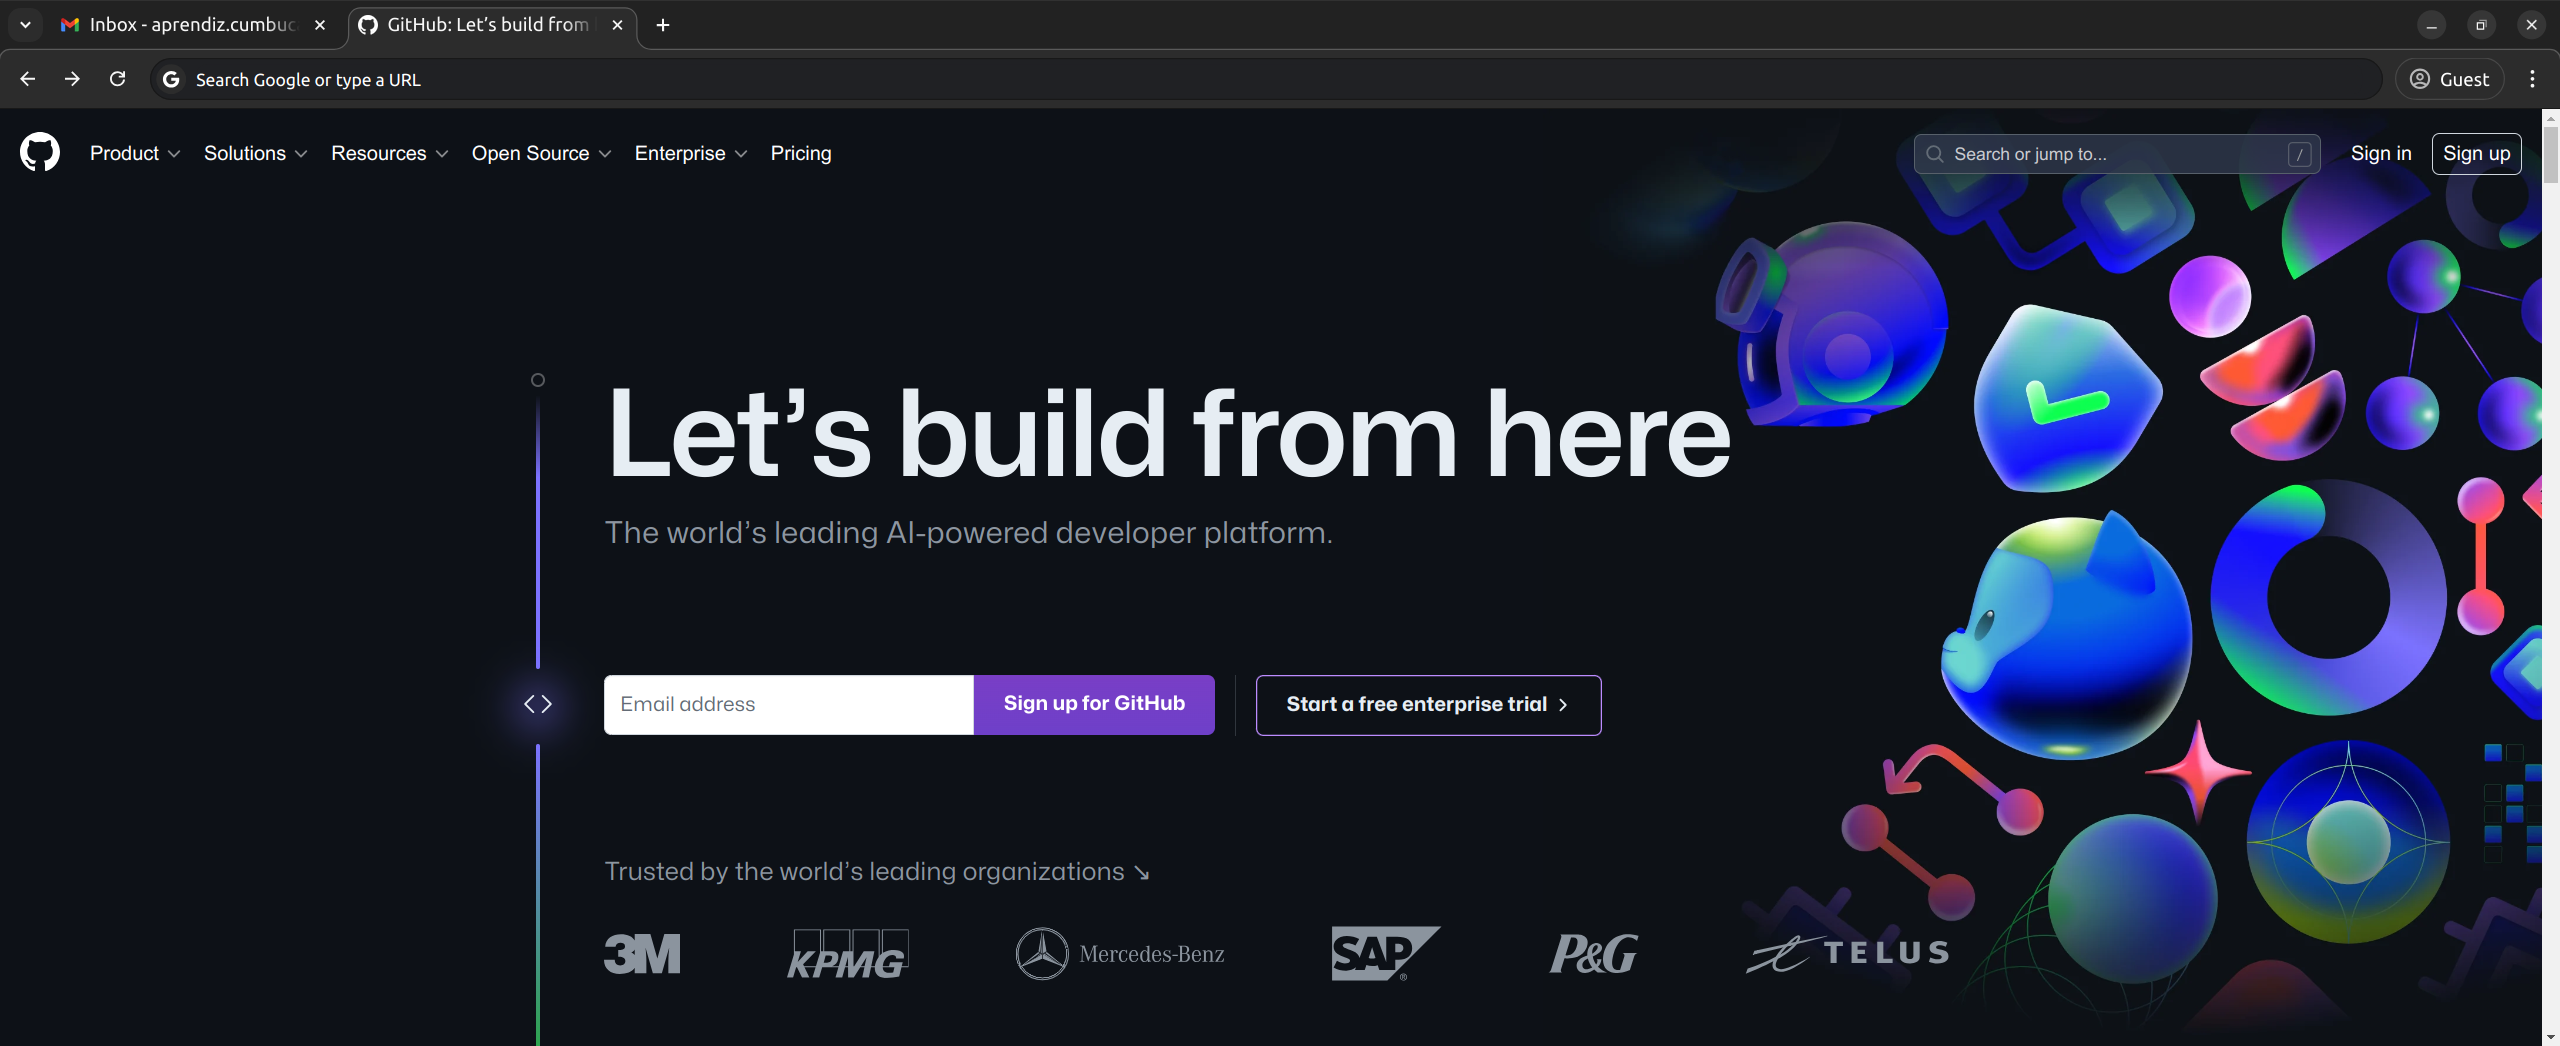 Inbox - aprendiz.cumbuc
GitHub: Let's build from
Search Google or type a URL
Guest
Product
Solutions
Resources
Open Source
Enterprise
Pricing
Search or jump to...
/
Sign in
Sign up
Let's build from here
The world's leading AI-powered developer platform.
Email address
Sign up for GitHub
Start a free enterprise trial
Trusted by the world's leading organizations ↘
3M
KPMG
Mercedes-Benz
SAP®
P&G
TELUS